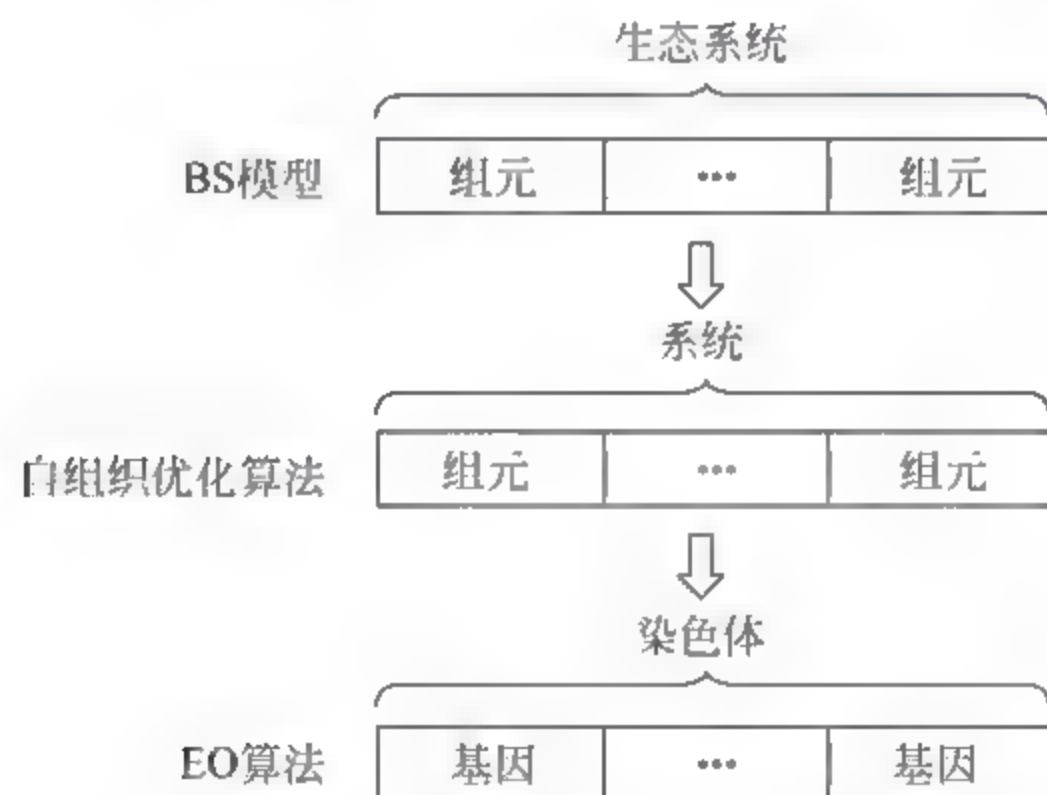 生态系统
BS模型 组元 ••• 组元
系统
自组织优化算法 组元 ••• 组元
染色体
EO算法 基因 ••• 基因